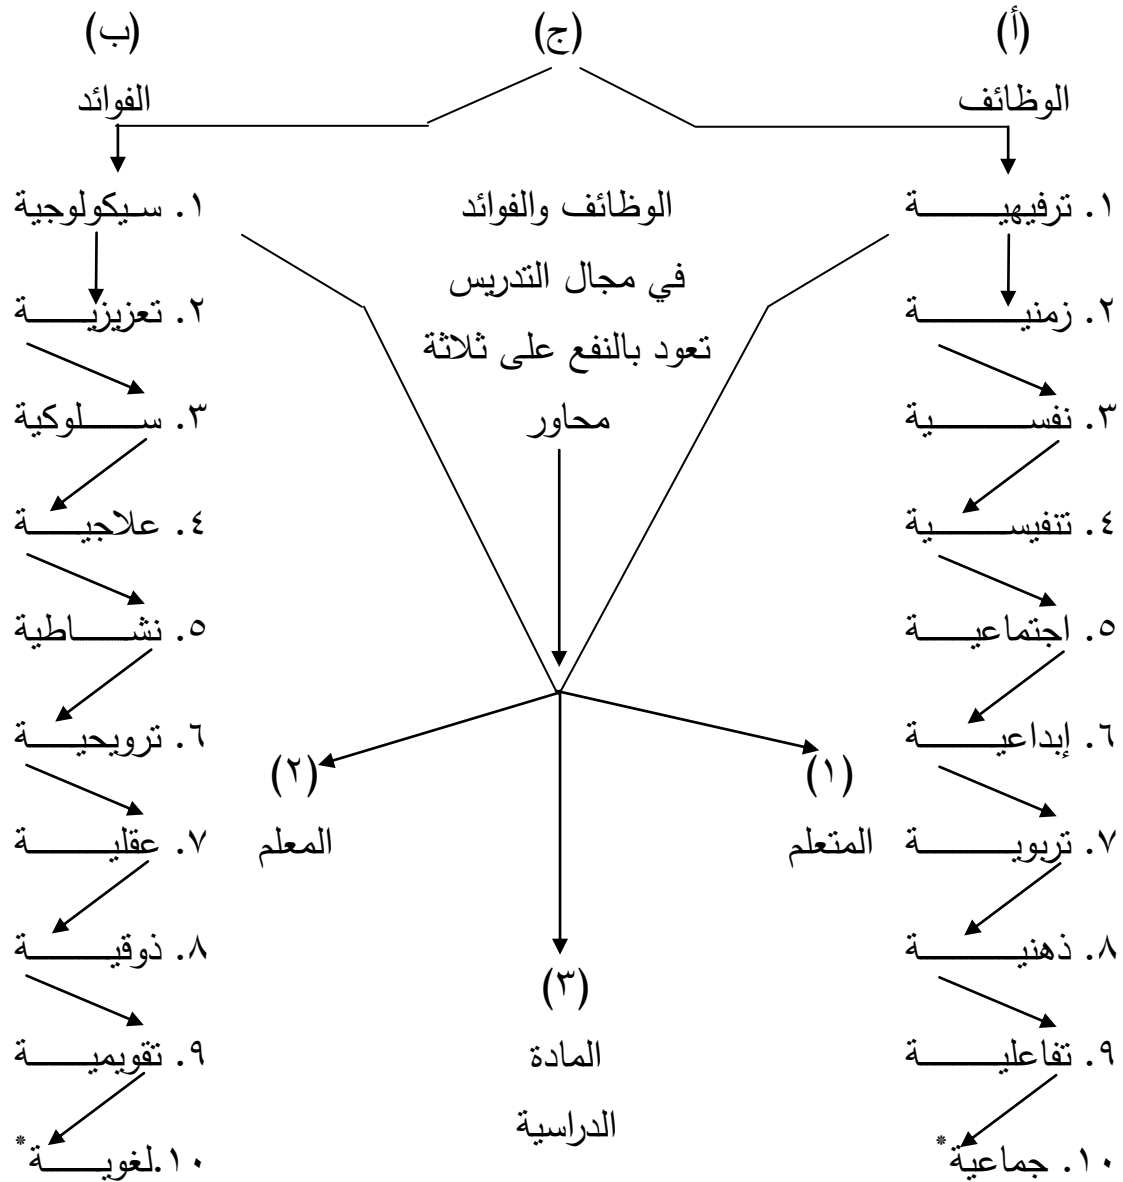 (أ)
الوظائف
١. ترفيهية
٢. زمنية
٣. نفسية
٤. تنفيسية
٥. اجتماعية
٦. إبداعية
٧. تربوية
٨. ذهنية
٩. تفاعلية
١٠. جماعية*
(ج)
الوظائف والفوائد
في مجال التدريس
تعود بالنفع على ثلاثة
محاور
(١)
المتعلم
(٢)
المعلم
(٣)
المادة
الدراسية
(ب)
الفوائد
١. سيكولوجية
٢. تعزيزية
٣. سلوكية
٤. علاجية
٥. نشاطية
٦. ترويحية
٧. عقلية
٨. ذوقية
٩. تقويمية
١٠.لغوية*